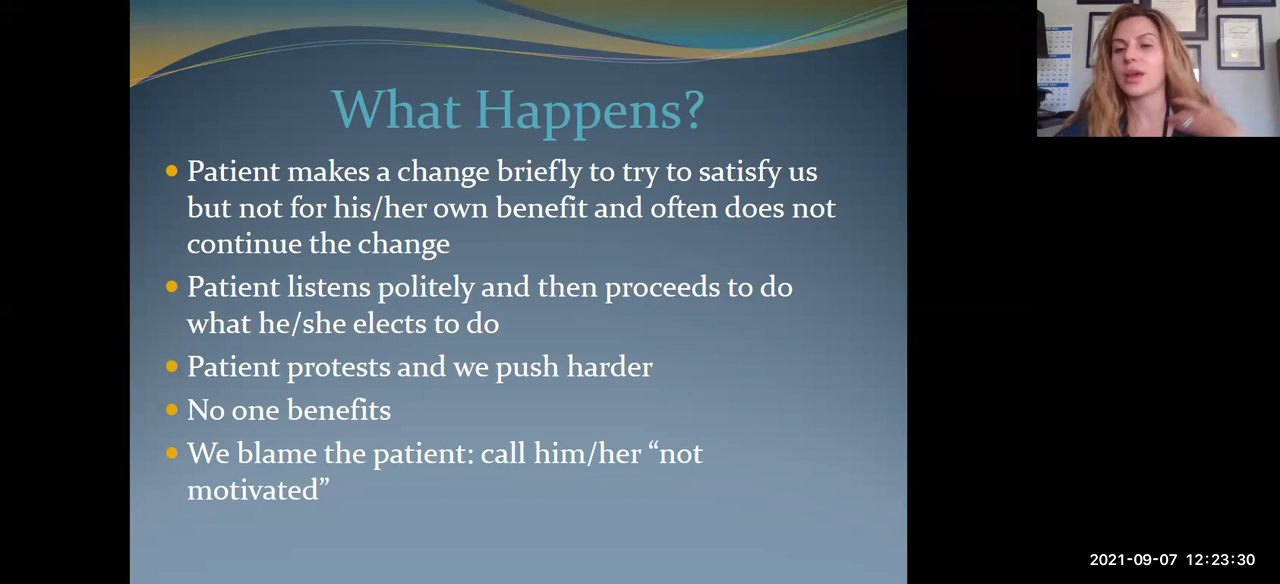 What Happens?
Patient makes a change briefly to try to satisfy us
but not for his/her own benefit and often does not
continue the change
Patient listens politely and then proceeds to do
what he/she elects to do
Patient protests and we push harder
No one benefits
We blame the patient: call him/her “not
motivated”
2021-09-07 12:23:30